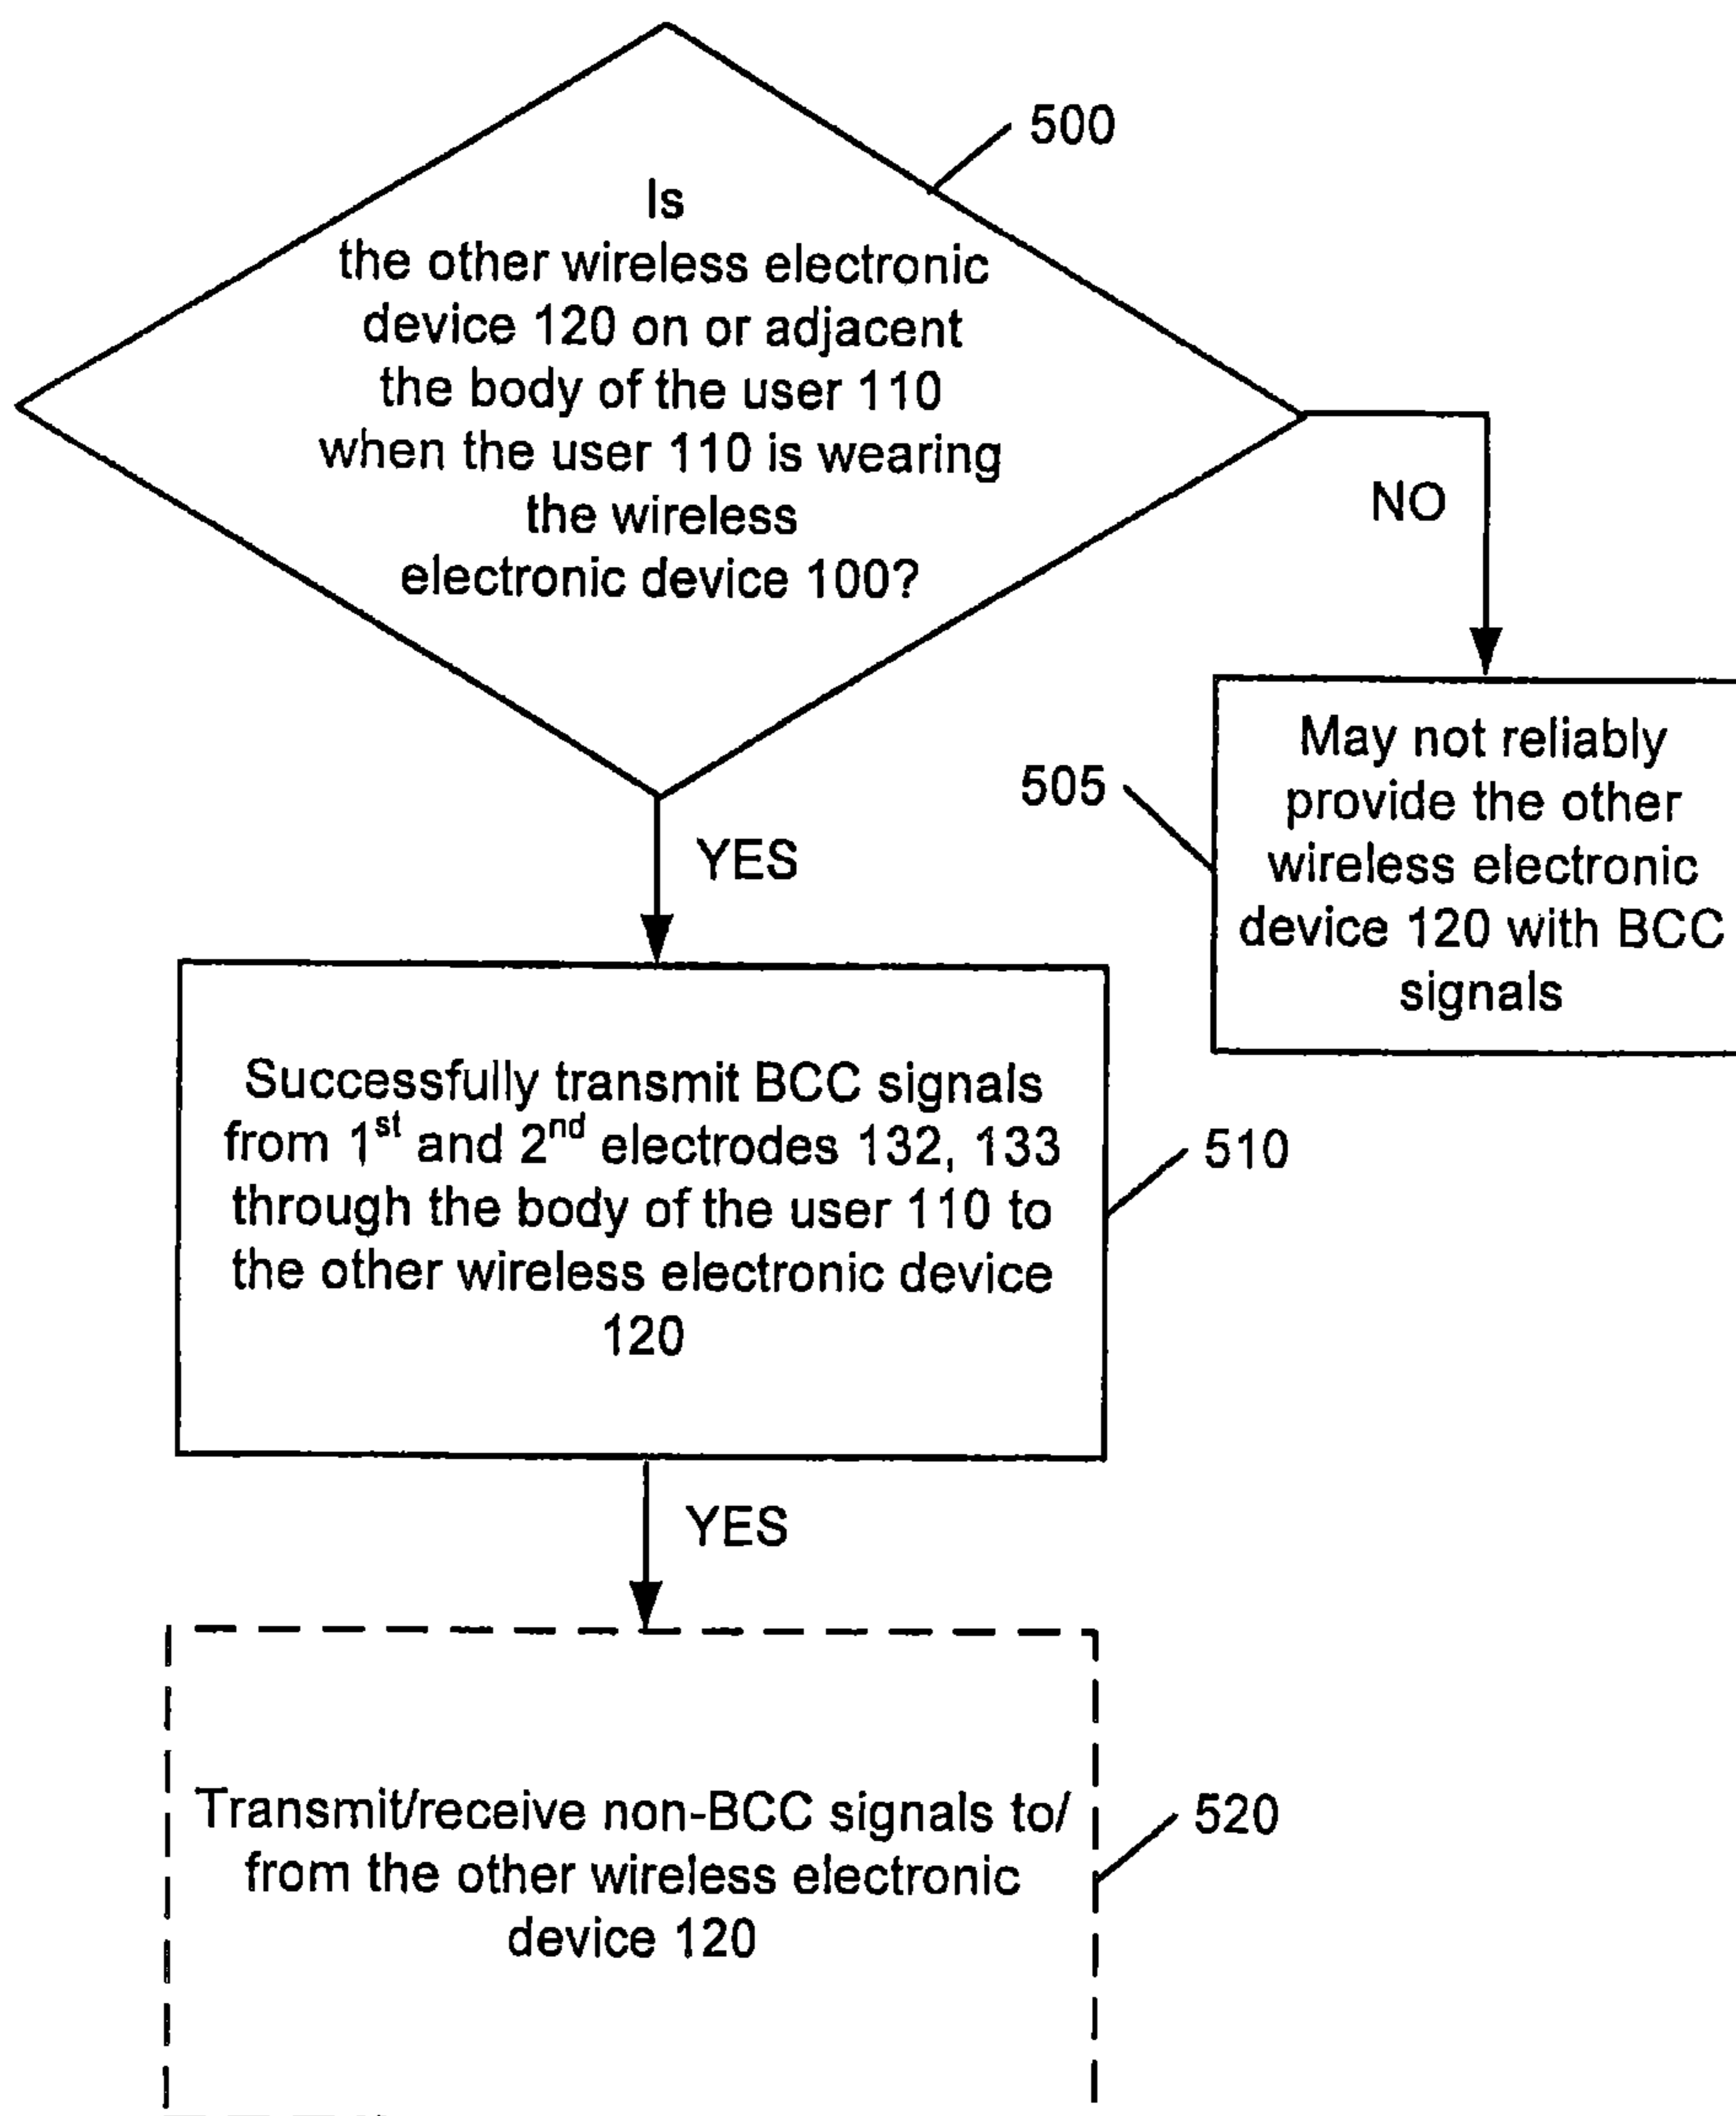 500
Is
the other wireless electronic
device 120 on or adjacent
the body of the user 110
when the user 110 is wearing
the wireless
electronic device 100?
NO
YES
505
May not reliably
provide the other
wireless electronic
device 120 with BCC
signals
Successfully transmit BCC signals
from 1st and 2nd electrodes 132, 133
through the body of the user 110 to
the other wireless electronic device
120
510
YES
Transmit/receive non-BCC signals to/
from the other wireless electronic
device 120
520